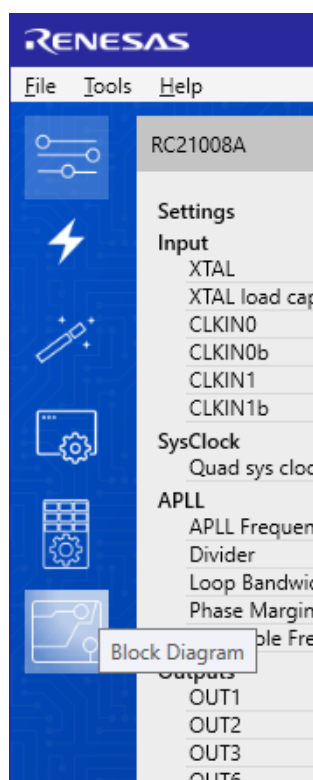 RENESAS
File Tools Help
RC21008A
Settings
Input
XTAL
XTAL load cap
CLKIN0
CLKIN0b
CLKIN1
CLKIN1b
SysClock
Quad sys cloc
APLL
APLL Frequen
Divider
Loop Bandwid
Phase Margin
ble Fre
Block Diagram
Outputs
OUT1
OUT2
OUT3
OUT6